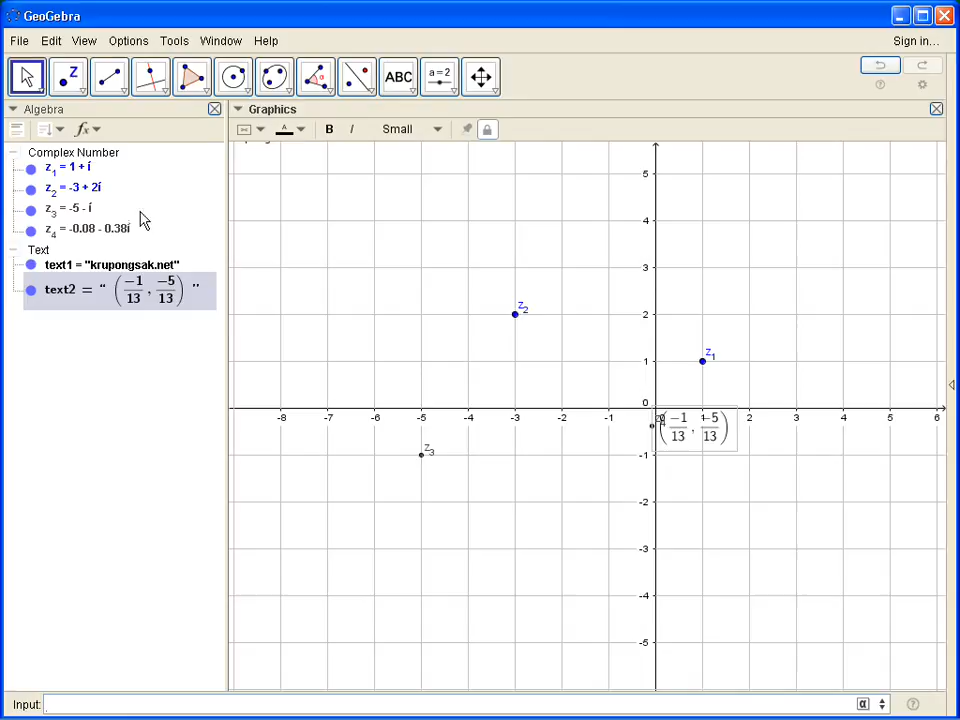 GeoGebra
File Edit View Options Tools Window Help Sign in...
Z α ABC a=2
Algebra Graphics
fx A B I Small
Complex Number
z1 = 1 + í
z2 = -3 + 2í
z3 = -5 - í
z4 = -0.08 - 0.38í
Text
text1 = "krupongsak.net"
text2 = “ (-1/13 , -5/13) ”
5
4
3
z2
2
z1
1
0
-8 -7 -6 -5 -4 -3 -2 -1 1 2 3 4 5 6
(-1/13 , -5/13)
z3
-1
-2
-3
-4
-5
Input: α